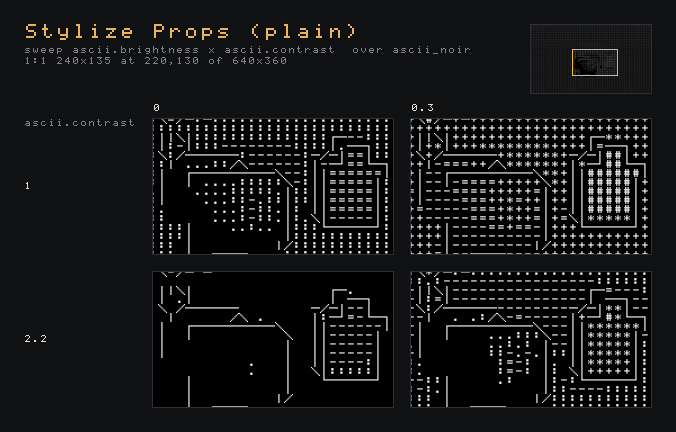 Stylize Props (plain)
sweep ascii.brightness x ascii.contrast over ascii_noir
1:1 240x135 at 220,130 of 640x360
0 0.3
ascii.contrast
1
2.2